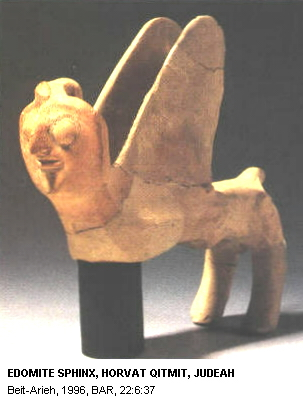 EDOMITE SPHINX, HORVAT QITMIT, JUDEAH
Beit-Arieh, 1996, BAR, 22:6:37